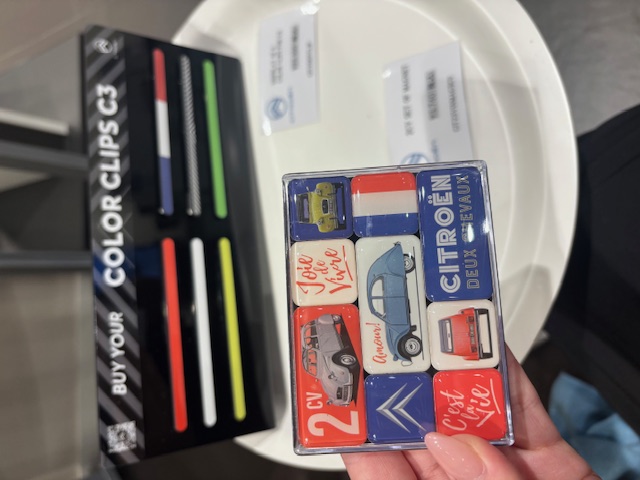 BUY YOUR COLOR CLIPS C3
CITROËN
DEUX CHEVAUX
Joie
de
Vivre
Amour!
2 CV
C'est
la
Vie